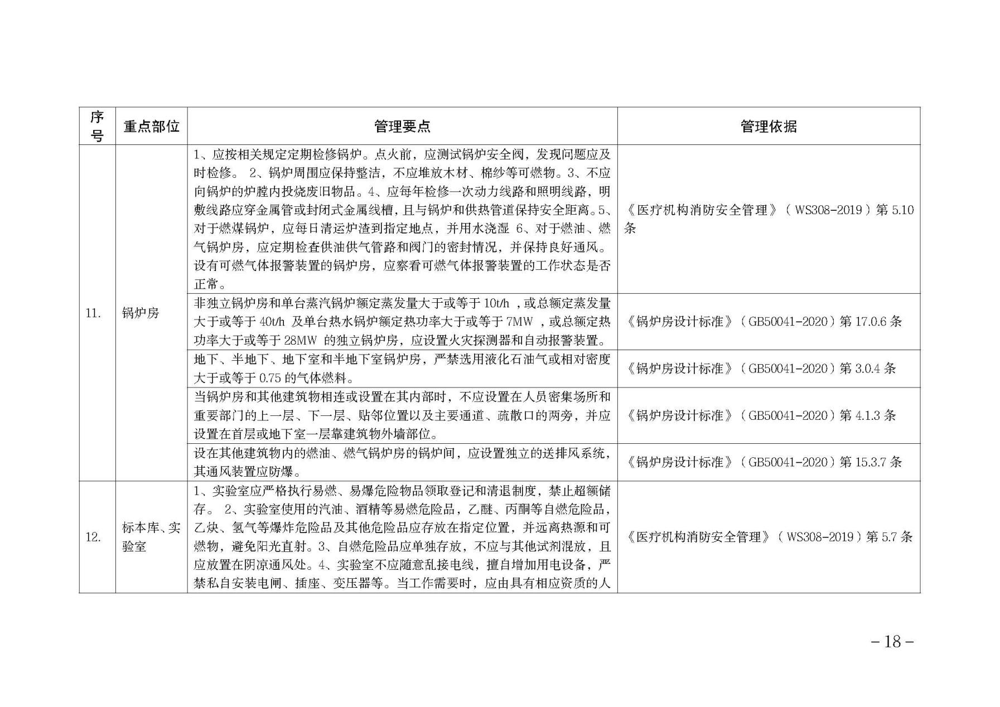 序
号
重点部位
管理要点
管理依据
11.
锅炉房
1、应按相关规定定期检修锅炉。点火前，应测试锅炉安全阀，发现问题应及
时检修。 2、锅炉周围应保持整洁，不应堆放木材、棉纱等可燃物。3、不应
向锅炉的炉膛内投烧废旧物品。4、应每年检修一次动力线路和照明线路，明
敷线路应穿金属管或封闭式金属线槽，且与锅炉和供热管道保持安全距离。5、
对于燃煤锅炉，应每日清运炉渣到指定地点，并用水浇湿 6、对于燃油、燃
气锅炉房，应定期检查供油供气管路和阀门的密封情况，并保持良好通风。
设有可燃气体报警装置的锅炉房，应察看可燃气体报警装置的工作状态是否
正常。
《医疗机构消防安全管理》（WS308-2019）第 5.10
条
非独立锅炉房和单台蒸汽锅炉额定蒸发量大于或等于 10t/h ，或总额定蒸发量
大于或等于 40t/h 及单台热水锅炉额定热功率大于或等于 7MW ，或总额定热
功率大于或等于 28MW 的独立锅炉房，应设置火灾探测器和自动报警装置。
《锅炉房设计标准》（GB50041-2020）第 17.0.6 条
地下、半地下、地下室和半地下室锅炉房，严禁选用液化石油气或相对密度
大于或等于 0.75 的气体燃料。
《锅炉房设计标准》（GB50041-2020）第 3.0.4 条
当锅炉房和其他建筑物相连或设置在其内部时，不应设置在人员密集场所和
重要部门的上一层、下一层、贴邻位置以及主要通道、疏散口的两旁，并应
设置在首层或地下室一层靠建筑物外墙部位。
《锅炉房设计标准》（GB50041-2020）第 4.1.3 条
设在其他建筑物内的燃油、燃气锅炉房的锅炉间，应设置独立的送排风系统，
其通风装置应防爆。
《锅炉房设计标准》（GB50041-2020）第 15.3.7 条
12.
标本库、实
验室
1、实验室应严格执行易燃、易爆危险物品领取登记和清退制度，禁止超额储
存。 2、实验室使用的汽油、酒精等易燃危险品，乙醚、丙酮等自燃危险品，
乙炔、氢气等爆炸危险品及其他危险品应存放在指定位置，并远离热源和可
燃物，避免阳光直射。3、自燃危险品应单独存放，不应与其他试剂混放，且
应放置在阴凉通风处。4、实验室不应随意乱接电线，擅自增加用电设备，严
禁私自安装电闸、插座、变压器等。当工作需要时，应由具有相应资质的人
《医疗机构消防安全管理》（WS308-2019）第 5.7 条
－18－